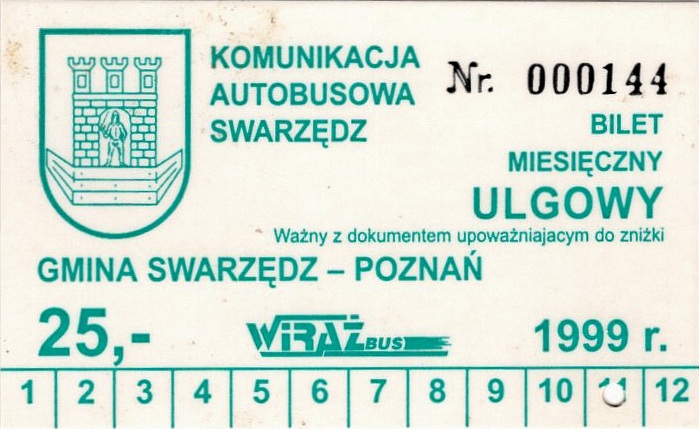 KOMUNIKACJA
AUTOBUSOWA
SWARZĘDZ
Nr. 000144
BILET
MIESIĘCZNY
ULGOWY
Ważny z dokumentem upoważniajacym do zniżki
GMINA SWARZĘDZ – POZNAŃ
25,-
WiRAŻ BUS
1999 r.
1 2 3 4 5 6 7 8 9 10 11 12